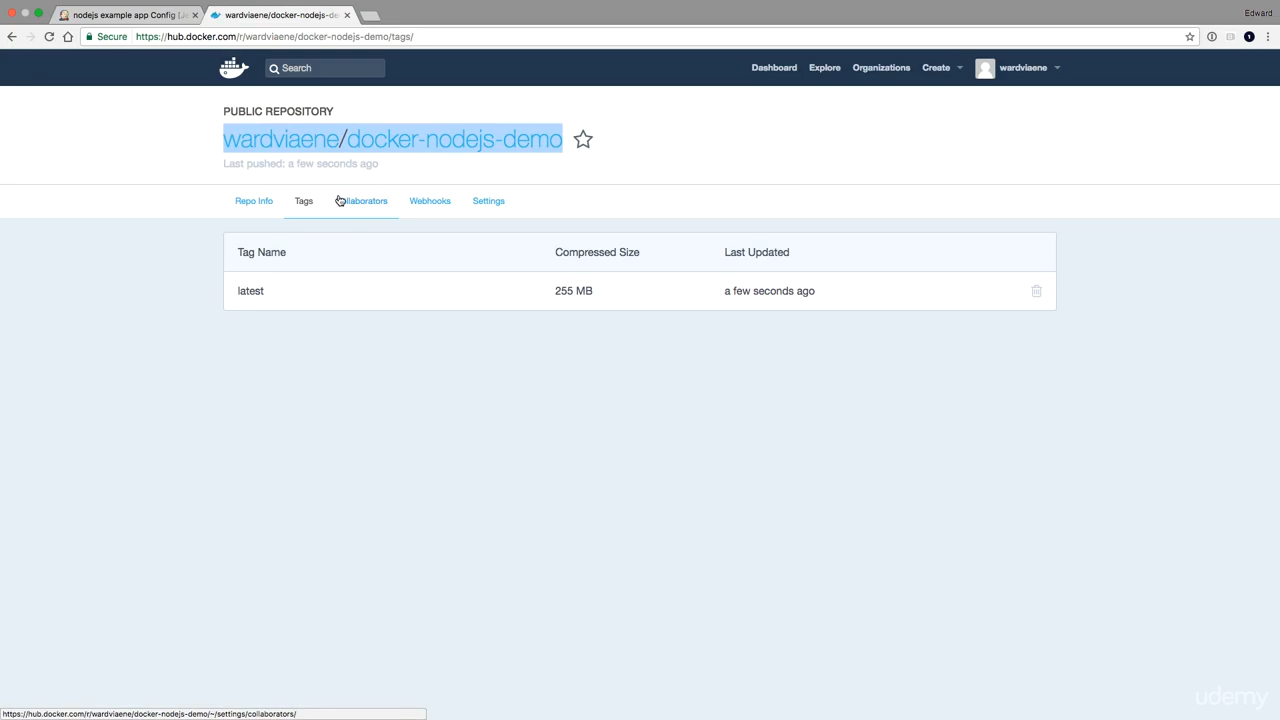 nodejs example app Config [Je
wardviaene/docker-nodejs-de
Edward
Secure https://hub.docker.com/r/wardviaene/docker-nodejs-demo/tags/
Search
Dashboard Explore Organizations Create wardviaene
PUBLIC REPOSITORY
wardviaene/docker-nodejs-demo
Last pushed: a few seconds ago
Repo Info Tags Collaborators Webhooks Settings
Tag Name Compressed Size Last Updated
latest 255 MB a few seconds ago
udemy
https://hub.docker.com/r/wardviaene/docker-nodejs-demo/~/settings/collaborators/